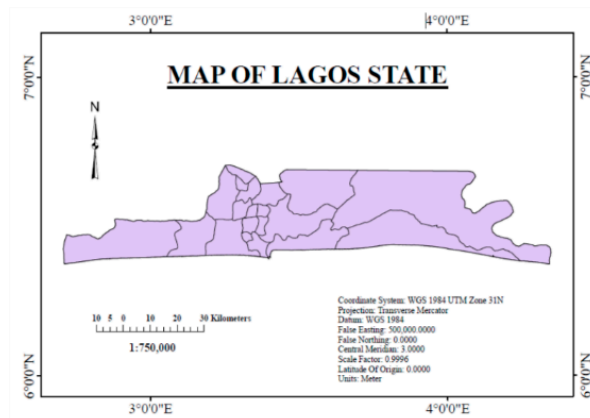 3°0'0"E
4°0'0"E
7°0'0"N
7°0'0"N
MAP OF LAGOS STATE
N
10 5 0 10 20 30 Kilometers
1:750,000
Coordinate System: WGS 1984 UTM Zone 31N
Projection: Transverse Mercator
Datum: WGS 1984
False Easting: 500,000.0000
False Northing: 0.0000
Central Meridian: 3.0000
Scale Factor: 0.9996
Latitude Of Origin: 0.0000
Units: Meter
6°0'0"N
6°0'0"N
3°0'0"E
4°0'0"E